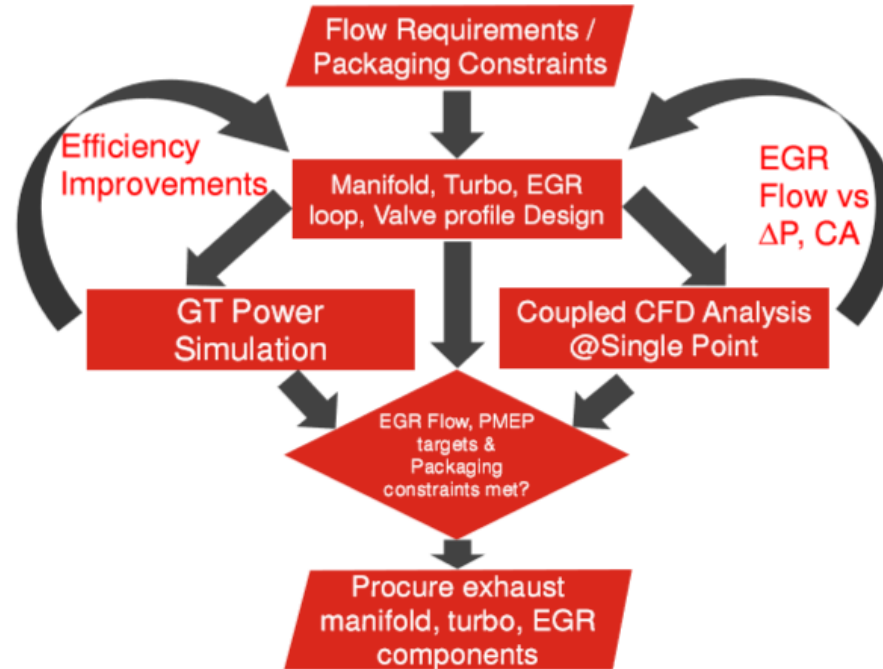 Flow Requirements /
Packaging Constraints
Efficiency
Improvements
EGR
Flow vs
ΔP, CA
Manifold, Turbo, EGR
loop, Valve profile Design
GT Power
Simulation
Coupled CFD Analysis
@Single Point
EGR Flow, PMEP
targets &
Packaging
constraints met?
Procure exhaust
manifold, turbo, EGR
components